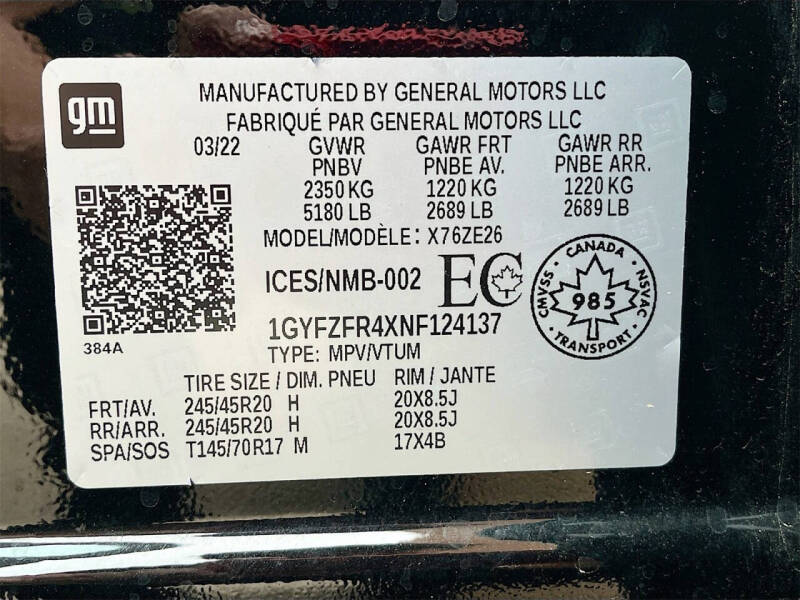 gm
MANUFACTURED BY GENERAL MOTORS LLC
FABRIQUÉ PAR GENERAL MOTORS LLC
03/22 GVWR GAWR FRT GAWR RR
PNBV PNBE AV. PNBE ARR.
2350 KG 1220 KG 1220 KG
5180 LB 2689 LB 2689 LB
MODEL/MODÈLE: X76ZE26
ICES/NMB-002 EC
CANADA
CMVSS 985 NSVAC
TRANSPORT
1GYFZFR4XNF124137
384A
TYPE: MPV/VTUM
TIRE SIZE / DIM. PNEU RIM / JANTE
FRT/AV. 245/45R20 H 20X8.5J
RR/ARR. 245/45R20 H 20X8.5J
SPA/SOS T145/70R17 M 17X4B